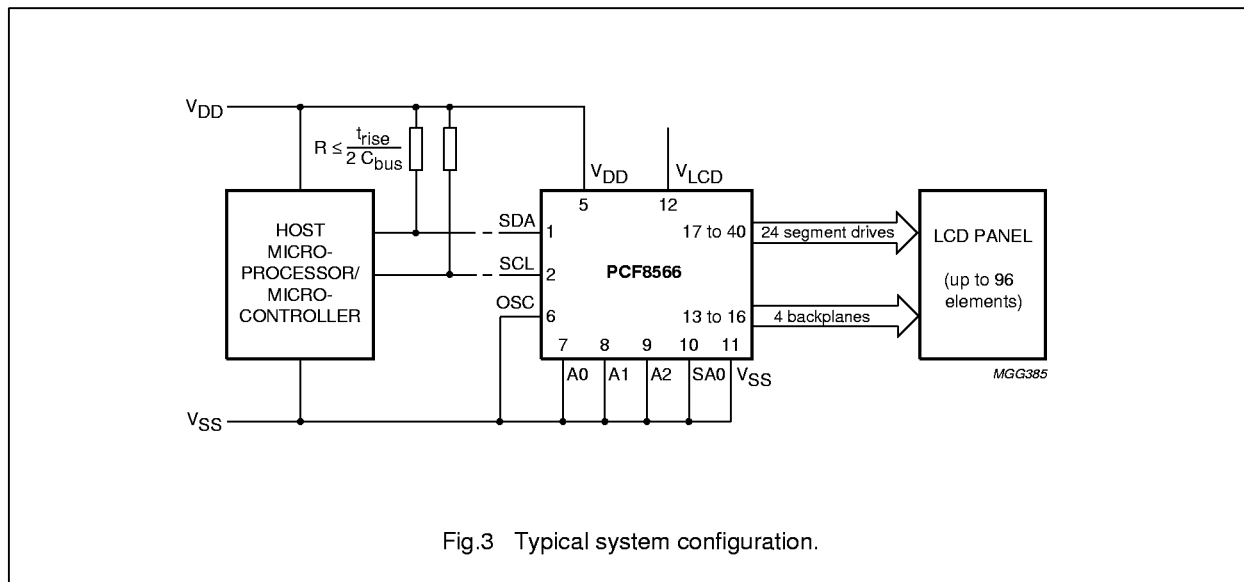 VDD
R ≤ trise
2 Cbus
VDD
VLCD
5
12
HOST
MICRO-
PROCESSOR/
MICRO-
CONTROLLER
SDA
1
SCL
2
OSC
6
PCF8566
17 to 40
24 segment drives
13 to 16
4 backplanes
LCD PANEL
(up to 96
elements)
7 8 9 10 11
A0 A1 A2 SA0 VSS
MGG385
VSS
Fig.3 Typical system configuration.